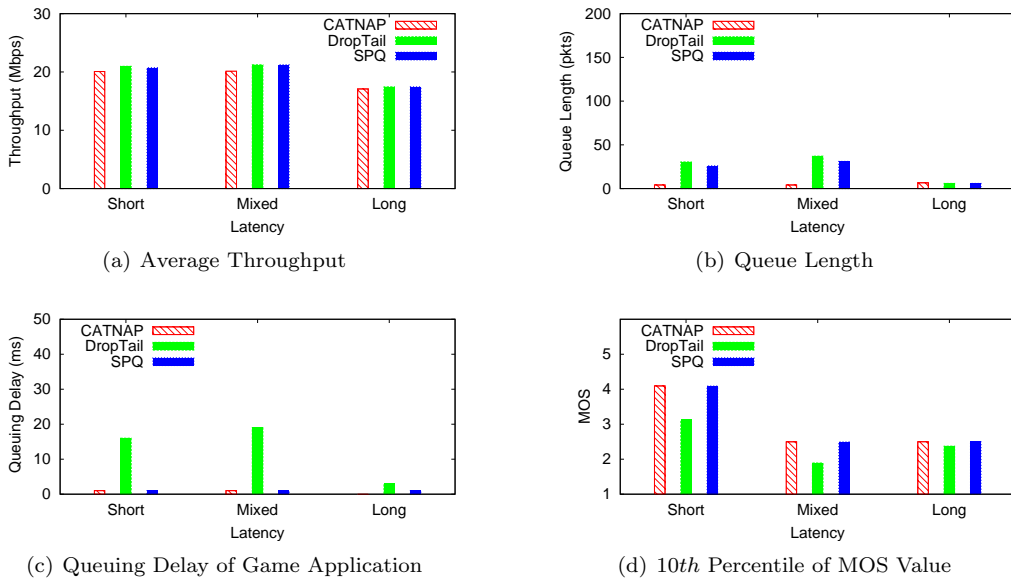 Throughput (Mbps)
30
20
10
0
CATNAP
DropTail
SPQ
Short Mixed Long
Latency
(a) Average Throughput
Queue Length (pkts)
200
150
100
50
0
CATNAP
DropTail
SPQ
Short Mixed Long
Latency
(b) Queue Length
Queuing Delay (ms)
50
40
30
20
10
0
CATNAP
DropTail
SPQ
Short Mixed Long
Latency
(c) Queuing Delay of Game Application
MOS
5
4
3
2
1
CATNAP
DropTail
SPQ
Short Mixed Long
Latency
(d) 10th Percentile of MOS Value